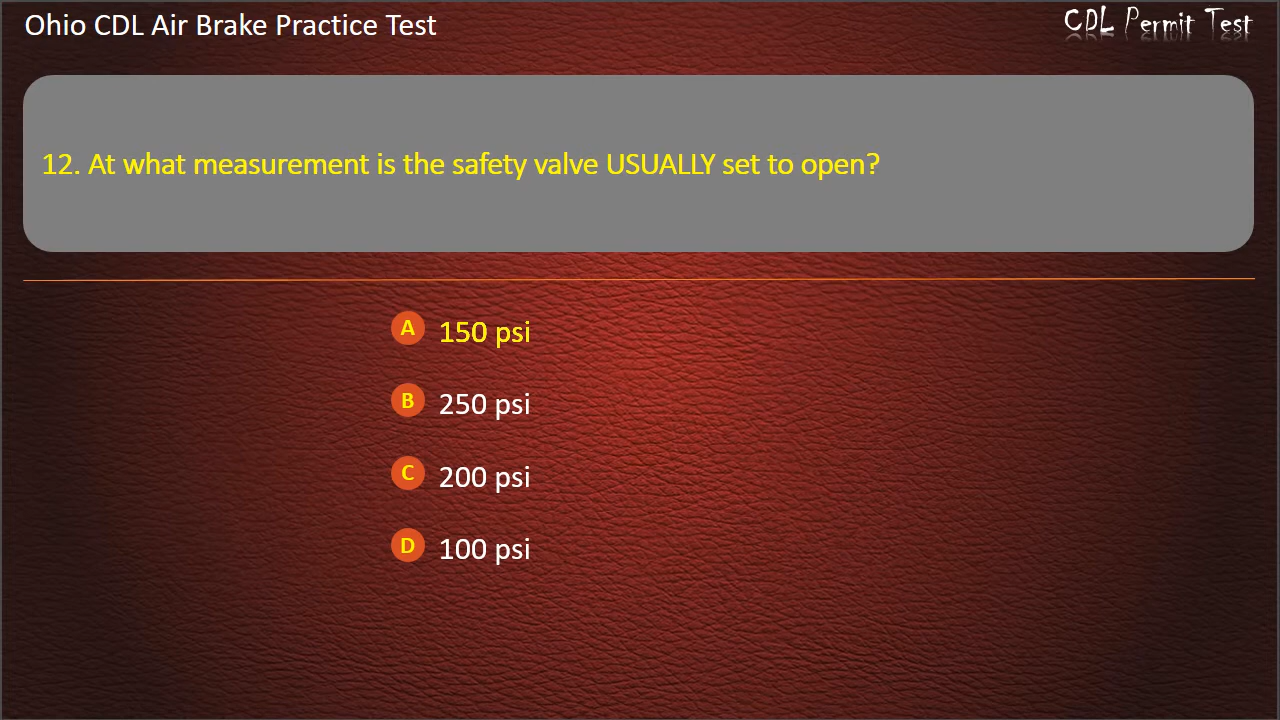 Ohio CDL Air Brake Practice Test
CDL Permit Test
12. At what measurement is the safety valve USUALLY set to open?
A 150 psi
B 250 psi
C 200 psi
D 100 psi